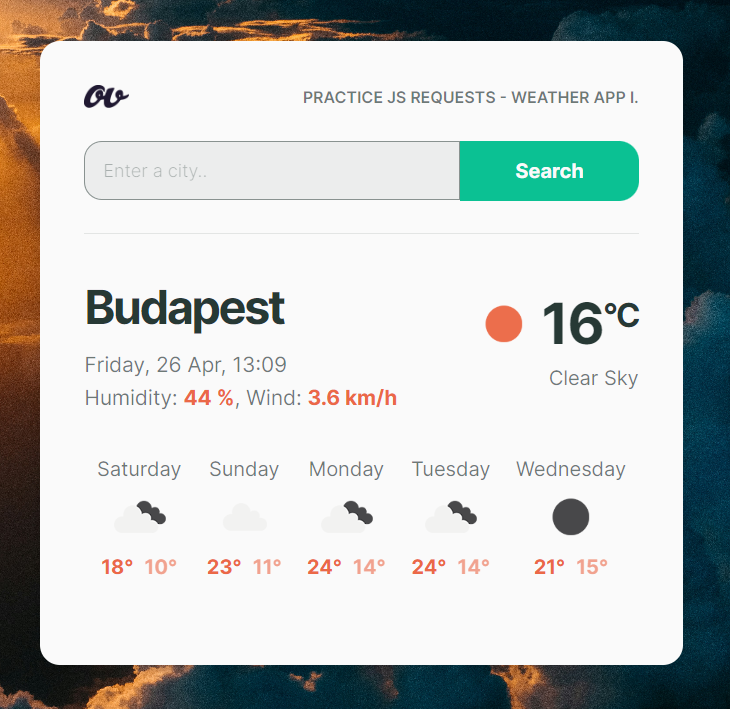 ov
PRACTICE JS REQUESTS - WEATHER APP I.
Enter a city..
Search
Budapest
16°C
Friday, 26 Apr, 13:09
Clear Sky
Humidity: 44 %, Wind: 3.6 km/h
Saturday Sunday Monday Tuesday Wednesday
18° 10° 23° 11° 24° 14° 24° 14° 21° 15°